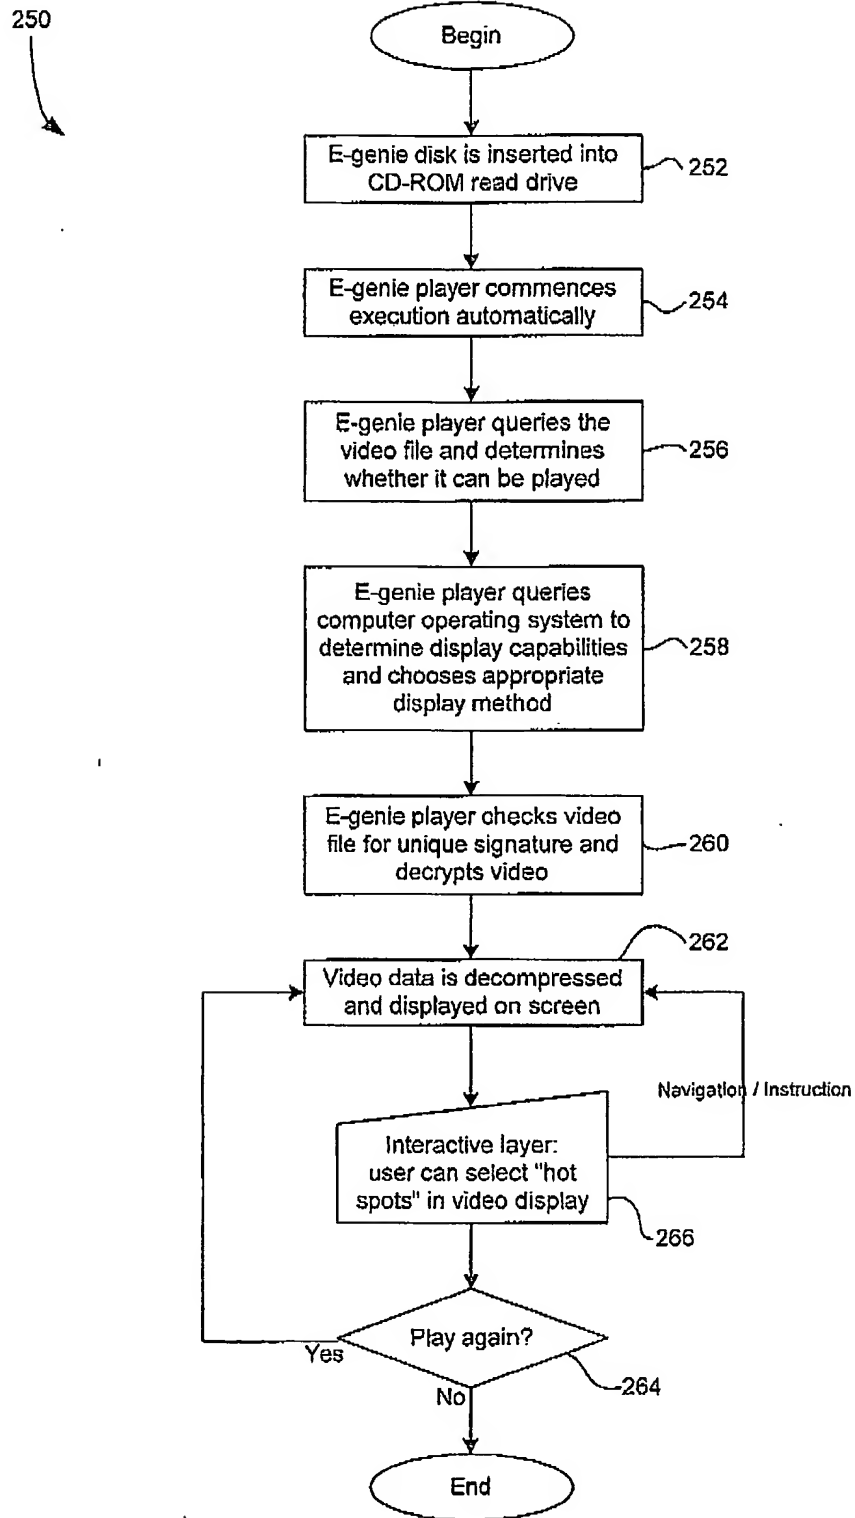 250
Begin
E-genie disk is inserted into
CD-ROM read drive
252
E-genie player commences
execution automatically
254
E-genie player queries the
video file and determines
whether it can be played
256
E-genie player queries
computer operating system to
determine display capabilities
and chooses appropriate
display method
258
E-genie player checks video
file for unique signature and
decrypts video
260
262
Video data is decompressed
and displayed on screen
Navigation / Instruction
Interactive layer:
user can select "hot
spots" in video display
266
Play again?
Yes
264
No
End